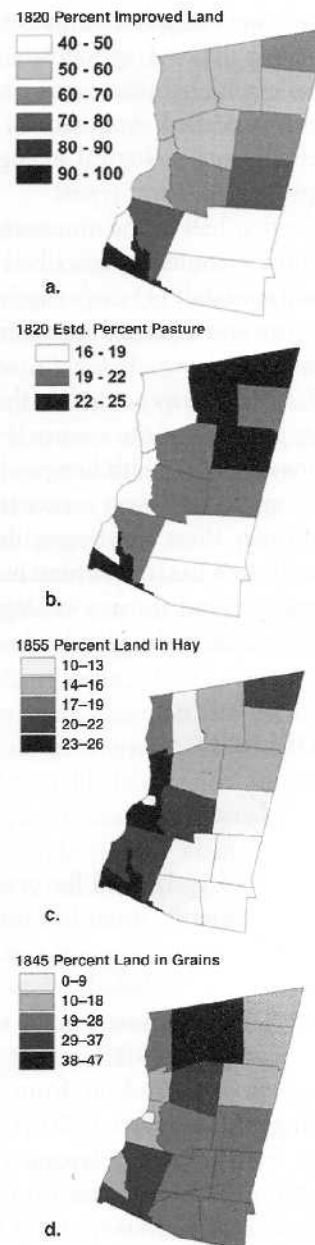 1820 Percent Improved Land
40 - 50
50 - 60
60 - 70
70 - 80
80 - 90
90 - 100
a.
1820 Estd. Percent Pasture
16 - 19
19 - 22
22 - 25
b.
1855 Percent Land in Hay
10–13
14–16
17–19
20–22
23–26
c.
1845 Percent Land in Grains
0–9
10–18
19–28
29–37
38–47
d.